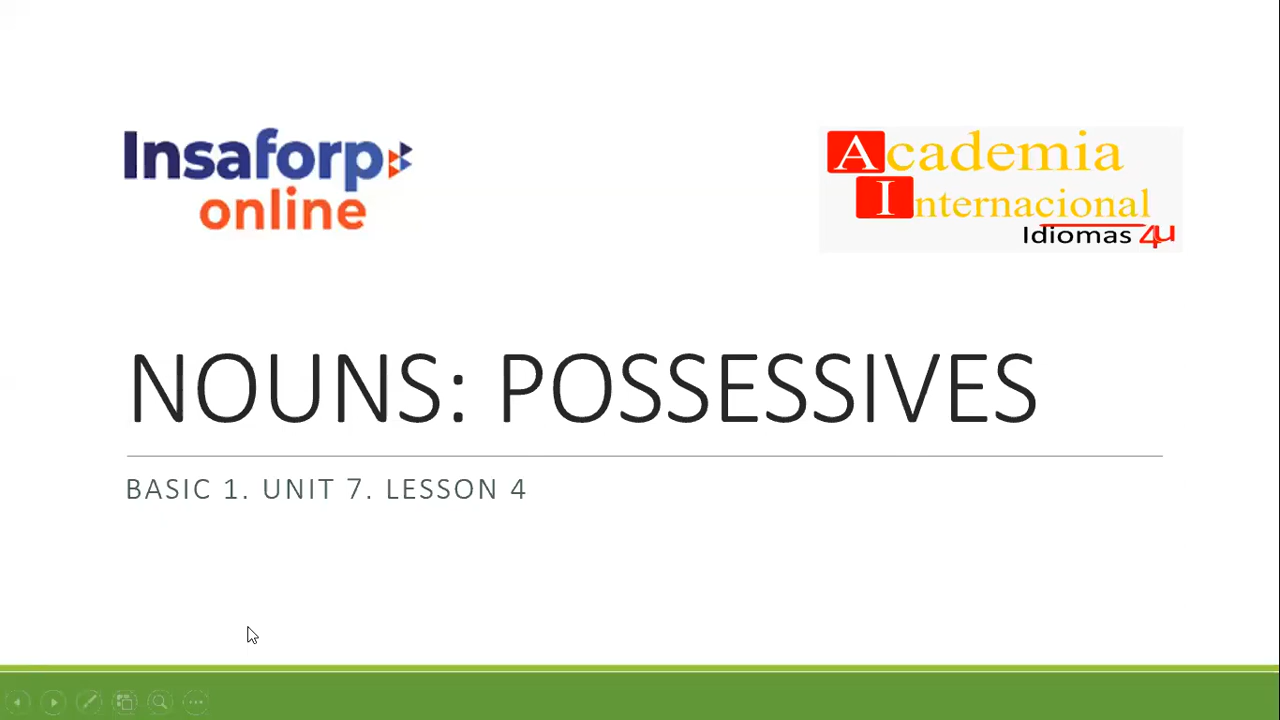 Insaforp
online
Academia
Internacional
Idiomas 4u
NOUNS: POSSESSIVES
BASIC 1. UNIT 7. LESSON 4